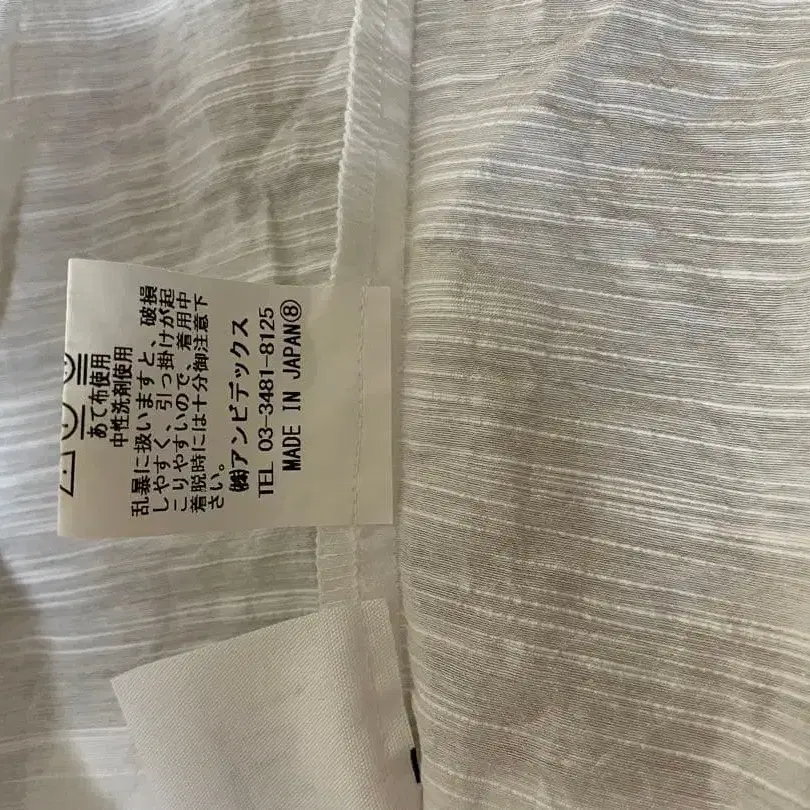 あて布使用
中性洗剤使用
乱暴に扱いますと、破損
しやすく、引っ掛けが起
こりやすいので、着用中
着脱時には十分御注意下
さい。
㈱アンビデックス
TEL 03-3481-8125
MADE IN JAPAN⑧